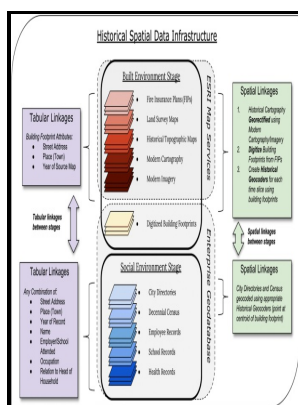 Historical Spatial Data Infrastructure
Built Environment Stage
Fire Insurance Plans (FIPs)
Land Survey Maps
Historical Topographic Maps
Modern Cartography
Modern Imagery
ESRI Map Services
Tabular Linkages
Building Footprint Attributes:
Street Address
Place (Town)
Year of Source Map
Spatial Linkages
1. Historical Cartography
Georectified using
Modern
Cartography/Imagery
2. Digitize Building
Footprints from FIPs
3. Create Historical
Geocoders for each
time slice using
building footprints
Tabular linkages
between stages
Digitized Building Footprints
Spatial linkages
between stages
Enterprise Geodatabase
Social Environment Stage
City Directories
Decennial Census
Employee Records
School Records
Health Records
Tabular Linkages
Any Combination of:
Street Address
Place (Town)
Year of Record
Name
Employer/School
Attended
Occupation
Relation to Head of
Household
Spatial Linkages
City Directories and Census
geocoded using appropriate
Historical Geocoders (point at
centroid of building footprint)